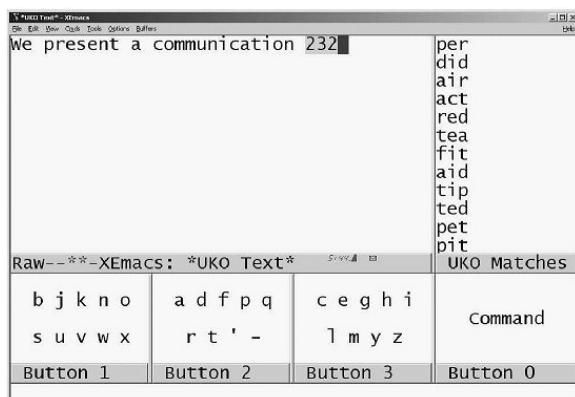 *UKO Text* - XEmacs
File Edit View Cmds Tools Options Buffers Help
We present a communication 232
per
did
air
act
red
tea
fit
aid
tip
ted
pet
pit
Raw--**-XEmacs: *UKO Text*
UKO Matches
b j k n o
s u v w x
a d f p q
r t ' -
c e g h i
l m y z
Command
Button 1
Button 2
Button 3
Button 0